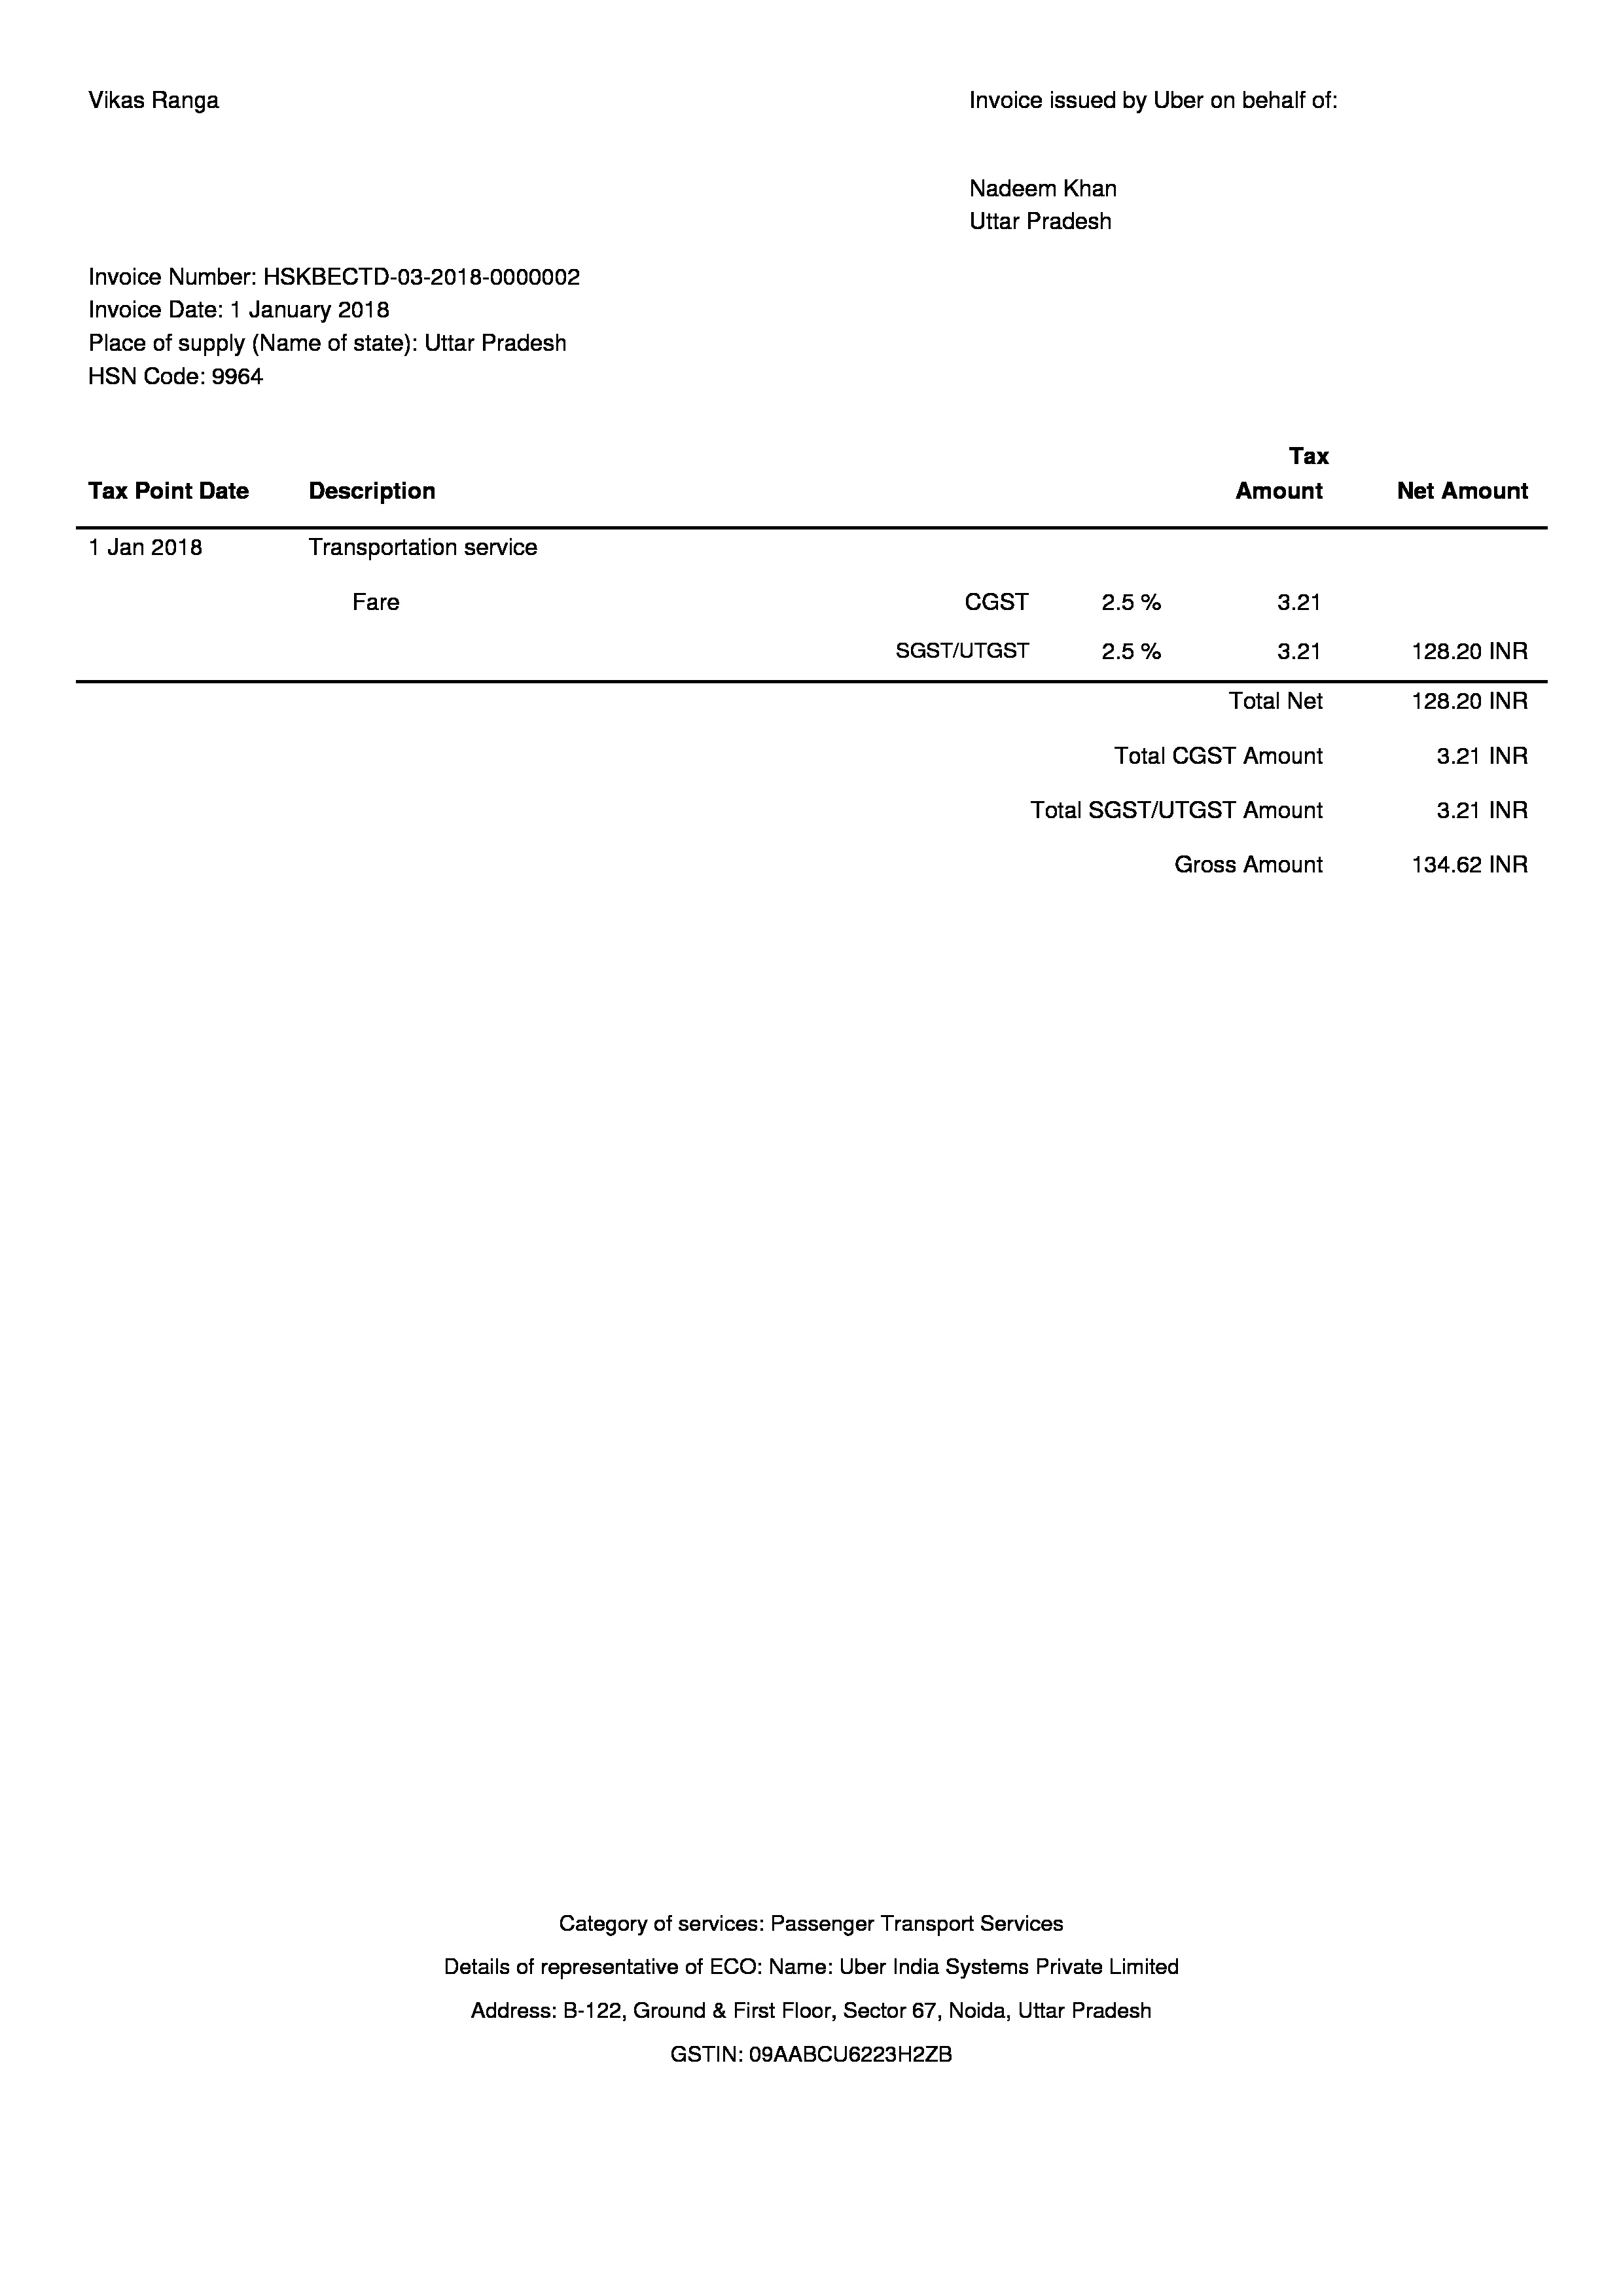 Vikas Ranga
Invoice issued by Uber on behalf of:
Nadeem Khan
Uttar Pradesh
Invoice Number: HSKBECTD-03-2018-0000002
Invoice Date: 1 January 2018
Place of supply (Name of state): Uttar Pradesh
HSN Code: 9964
Tax
Tax Point Date Description Amount Net Amount
1 Jan 2018 Transportation service
Fare CGST 2.5 % 3.21
SGST/UTGST 2.5 % 3.21 128.20 INR
Total Net 128.20 INR
Total CGST Amount 3.21 INR
Total SGST/UTGST Amount 3.21 INR
Gross Amount 134.62 INR
Category of services: Passenger Transport Services
Details of representative of ECO: Name: Uber India Systems Private Limited
Address: B-122, Ground & First Floor, Sector 67, Noida, Uttar Pradesh
GSTIN: 09AABCU6223H2ZB